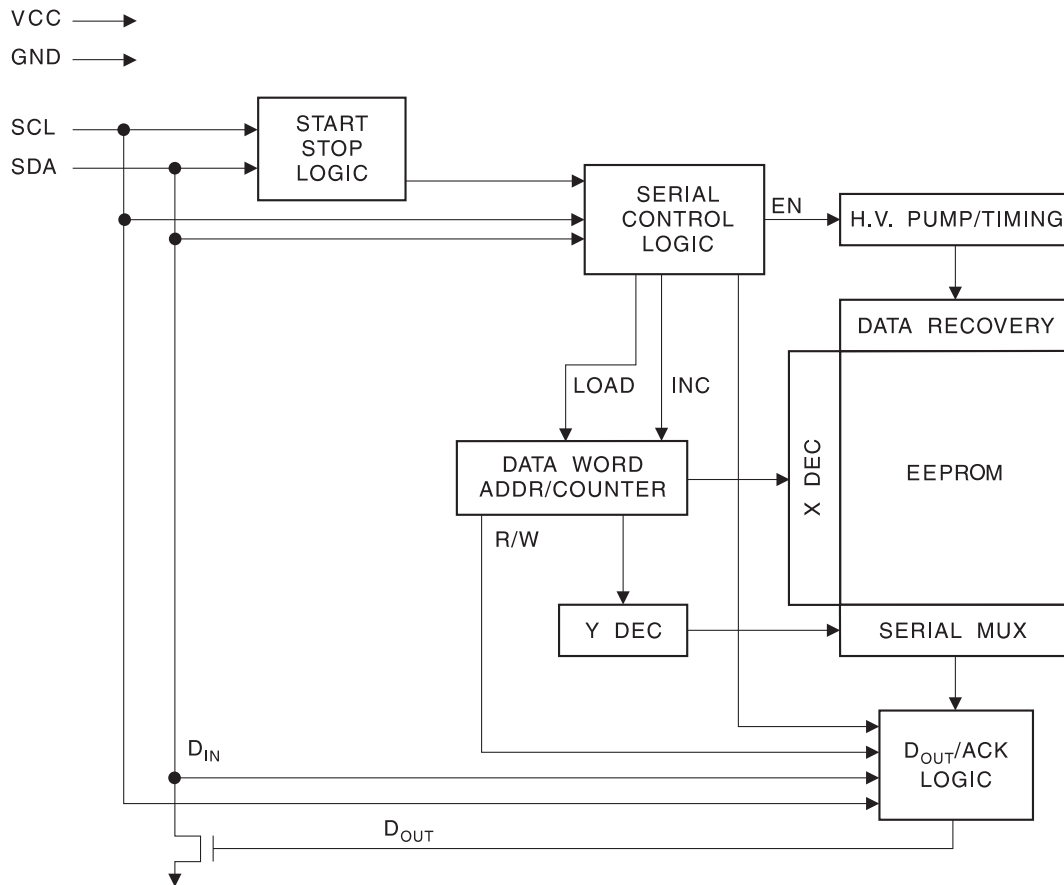 VCC
GND
SCL
SDA
START
STOP
LOGIC
SERIAL
CONTROL
LOGIC
EN
H.V. PUMP/TIMING
DATA RECOVERY
LOAD
INC
DATA WORD
ADDR/COUNTER
X DEC
EEPROM
R/W
Y DEC
SERIAL MUX
DIN
DOUT/ACK
LOGIC
DOUT